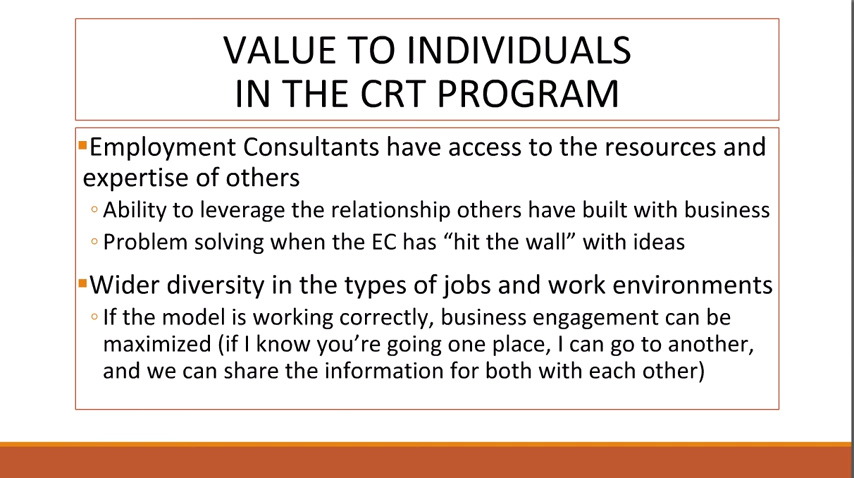 VALUE TO INDIVIDUALS
IN THE CRT PROGRAM
▪Employment Consultants have access to the resources and
expertise of others
◦Ability to leverage the relationship others have built with business
◦Problem solving when the EC has “hit the wall” with ideas
▪Wider diversity in the types of jobs and work environments
◦If the model is working correctly, business engagement can be
maximized (if I know you’re going one place, I can go to another,
and we can share the information for both with each other)